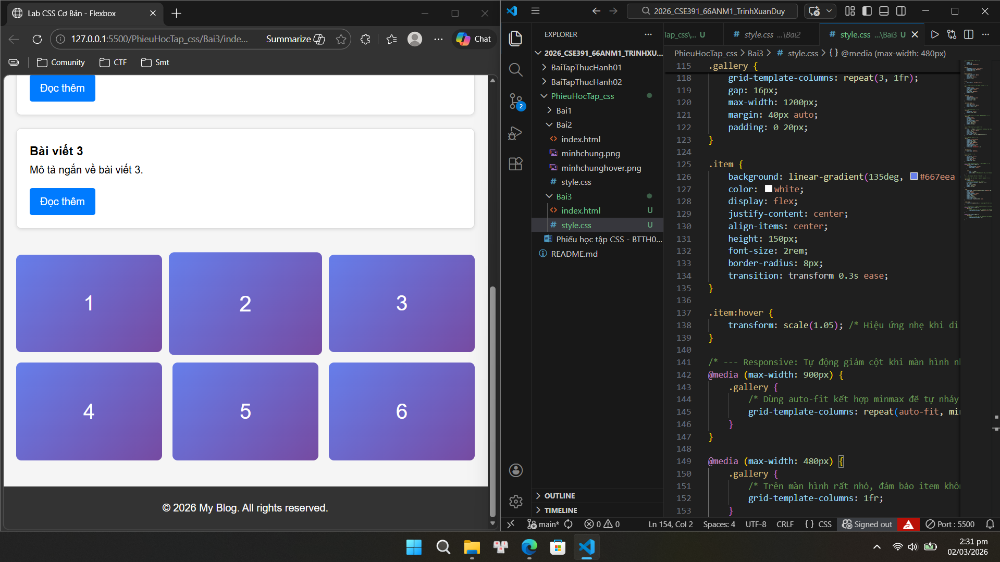 Lab CSS Cơ Bản - Flexbox
127.0.0.1:5500/PhieuHocTap_css/Bai3/inde...
Summarize
Chat
Comunity
CTF
Smt
Đọc thêm
Bài viết 3
Mô tả ngắn về bài viết 3.
Đọc thêm
1
2
3
4
5
6
© 2026 My Blog. All rights reserved.
2026_CSE391_66ANM1_TrinhXuanDuy
EXPLORER
2026_CSE391_66ANM1_TRINHXU...
BaiTapThucHanh01
BaiTapThucHanh02
PhieuHocTap_css
Bai1
Bai2
index.html
minhchung.png
minhchunghover.png
style.css
Bai3
index.html U
style.css U
Phiếu học tập CSS - BTTH0...
README.md
OUTLINE
TIMELINE
2
Tap_css\... U
style.css ...\Bai2
style.css ...\Bai3 U
PhieuHocTap_css > Bai3 > # style.css > {} @media (max-width: 480px)
115 .gallery {
118 grid-template-columns: repeat(3, 1fr);
119 gap: 16px;
120 max-width: 1200px;
121 margin: 40px auto;
122 padding: 0 20px;
123 }
124
125 .item {
126 background: linear-gradient(135deg, #667eea
127 color: white;
128 display: flex;
129 justify-content: center;
130 align-items: center;
131 height: 150px;
132 font-size: 2rem;
133 border-radius: 8px;
134 transition: transform 0.3s ease;
135 }
136
137 .item:hover {
138 transform: scale(1.05); /* Hiệu ứng nhẹ khi di
139 }
140
141 /* --- Responsive: Tự động giảm cột khi màn hình
142 @media (max-width: 900px) {
143 .gallery {
144 /* Dùng auto-fit kết hợp minmax để tự nhảy
145 grid-template-columns: repeat(auto-fit,
146 }
147 }
148
149 @media (max-width: 480px) {
150 .gallery {
151 /* Trên màn hình rất nhỏ, đảm bảo item
152 grid-template-columns: 1fr;
153 }
main*
0
0
Ln 154, Col 2
Spaces: 4
UTF-8
CRLF
{ } CSS
Signed out
Port : 5500
2:31 pm
02/03/2026